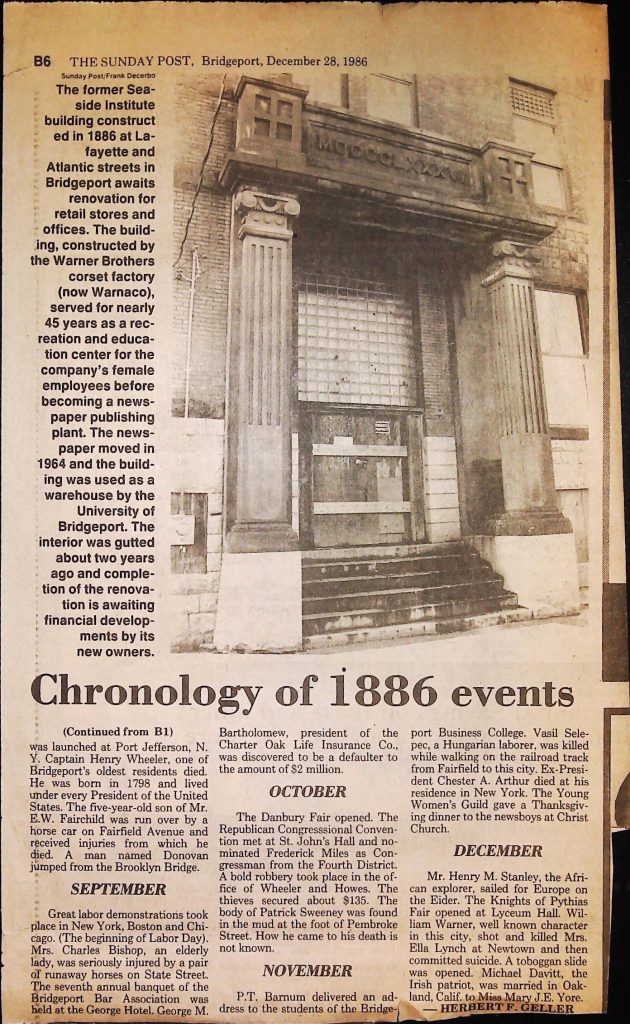 B6 THE SUNDAY POST, Bridgeport, December 28, 1986
Sunday Post/Frank Decerbo
The former Sea-
side Institute
building construct
ed in 1886 at La-
fayette and
Atlantic streets in
Bridgeport awaits
renovation for
retail stores and
offices. The build-
ing, constructed by
the Warner Brothers
corset factory
(now Warnaco),
served for nearly
45 years as a rec-
reation and educa-
tion center for the
company's female
employees before
becoming a news-
paper publishing
plant. The news-
paper moved in
1964 and the build-
ing was used as a
warehouse by the
University of
Bridgeport. The
interior was gutted
about two years
ago and comple-
tion of the renova-
tion is awaiting
financial develop-
ments by its
new owners.
MDCCCLXXXVII
Chronology of 1886 events
(Continued from B1)
was launched at Port Jefferson, N.
Y. Captain Henry Wheeler, one of
Bridgeport's oldest residents died.
He was born in 1798 and lived
under every President of the United
States. The five-year-old son of Mr.
E.W. Fairchild was run over by a
horse car on Fairfield Avenue and
received injuries from which he
died. A man named Donovan
jumped from the Brooklyn Bridge.
SEPTEMBER
Great labor demonstrations took
place in New York, Boston and Chi-
cago. (The beginning of Labor Day).
Mrs. Charles Bishop, an elderly
lady, was seriously injured by a pair
of runaway horses on State Street.
The seventh annual banquet of the
Bridgeport Bar Association was
held at the George Hotel. George M.
Bartholomew, president of the
Charter Oak Life Insurance Co.,
was discovered to be a defaulter to
the amount of $2 million.
OCTOBER
The Danbury Fair opened. The
Republican Congresssional Conven-
tion met at St. John's Hall and no-
minated Frederick Miles as Con-
gressman from the Fourth District.
A bold robbery took place in the of-
fice of Wheeler and Howes. The
thieves secured about $135. The
body of Patrick Sweeney was found
in the mud at the foot of Pembroke
Street. How he came to his death is
not known.
NOVEMBER
P.T. Barnum delivered an ad-
dress to the students of the Bridge-
port Business College. Vasil Sele-
pec, a Hungarian laborer, was killed
while walking on the railroad track
from Fairfield to this city. Ex-Presi-
dent Chester A. Arthur died at his
residence in New York. The Young
Women's Guild gave a Thanksgiv-
ing dinner to the newsboys at Christ
Church.
DECEMBER
Mr. Henry M. Stanley, the Afri-
can explorer, sailed for Europe on
the Eider. The Knights of Pythias
Fair opened at Lyceum Hall. Wil-
liam Warner, well known character
in this city, shot and killed Mrs.
Ella Lynch at Newtown and then
committed suicide. A toboggan slide
was opened. Michael Davitt, the
Irish patriot, was married in Oak-
land, Calif. to Miss Mary J.E. Yore.
— HERBERT F. GELLER